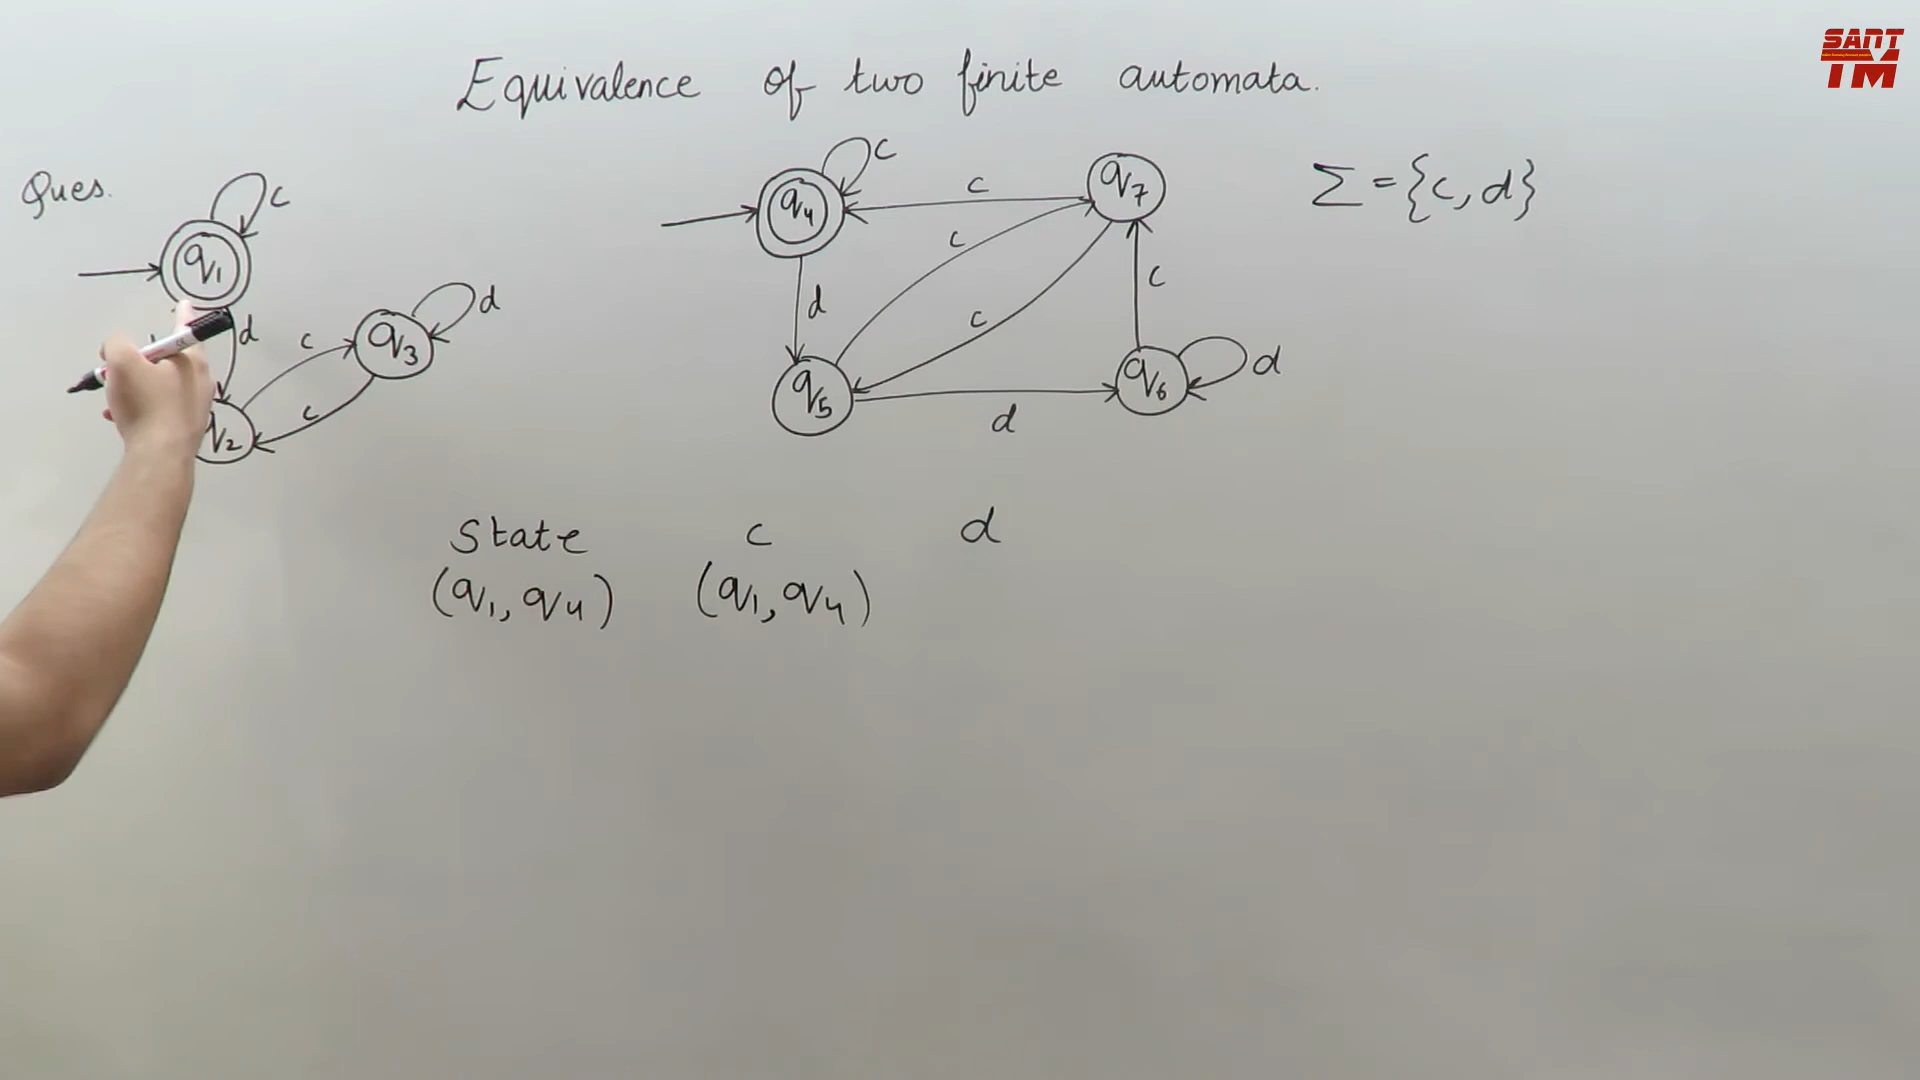 SANT
TM
Equivalence of two finite automata.
Ques.
Σ = {c, d}
c
q1
d
c
c
q3
d
q2
c
q4
d
c
q7
c
c
c
q5
d
q6
d
State c d
(q1, q4) (q1, q4)